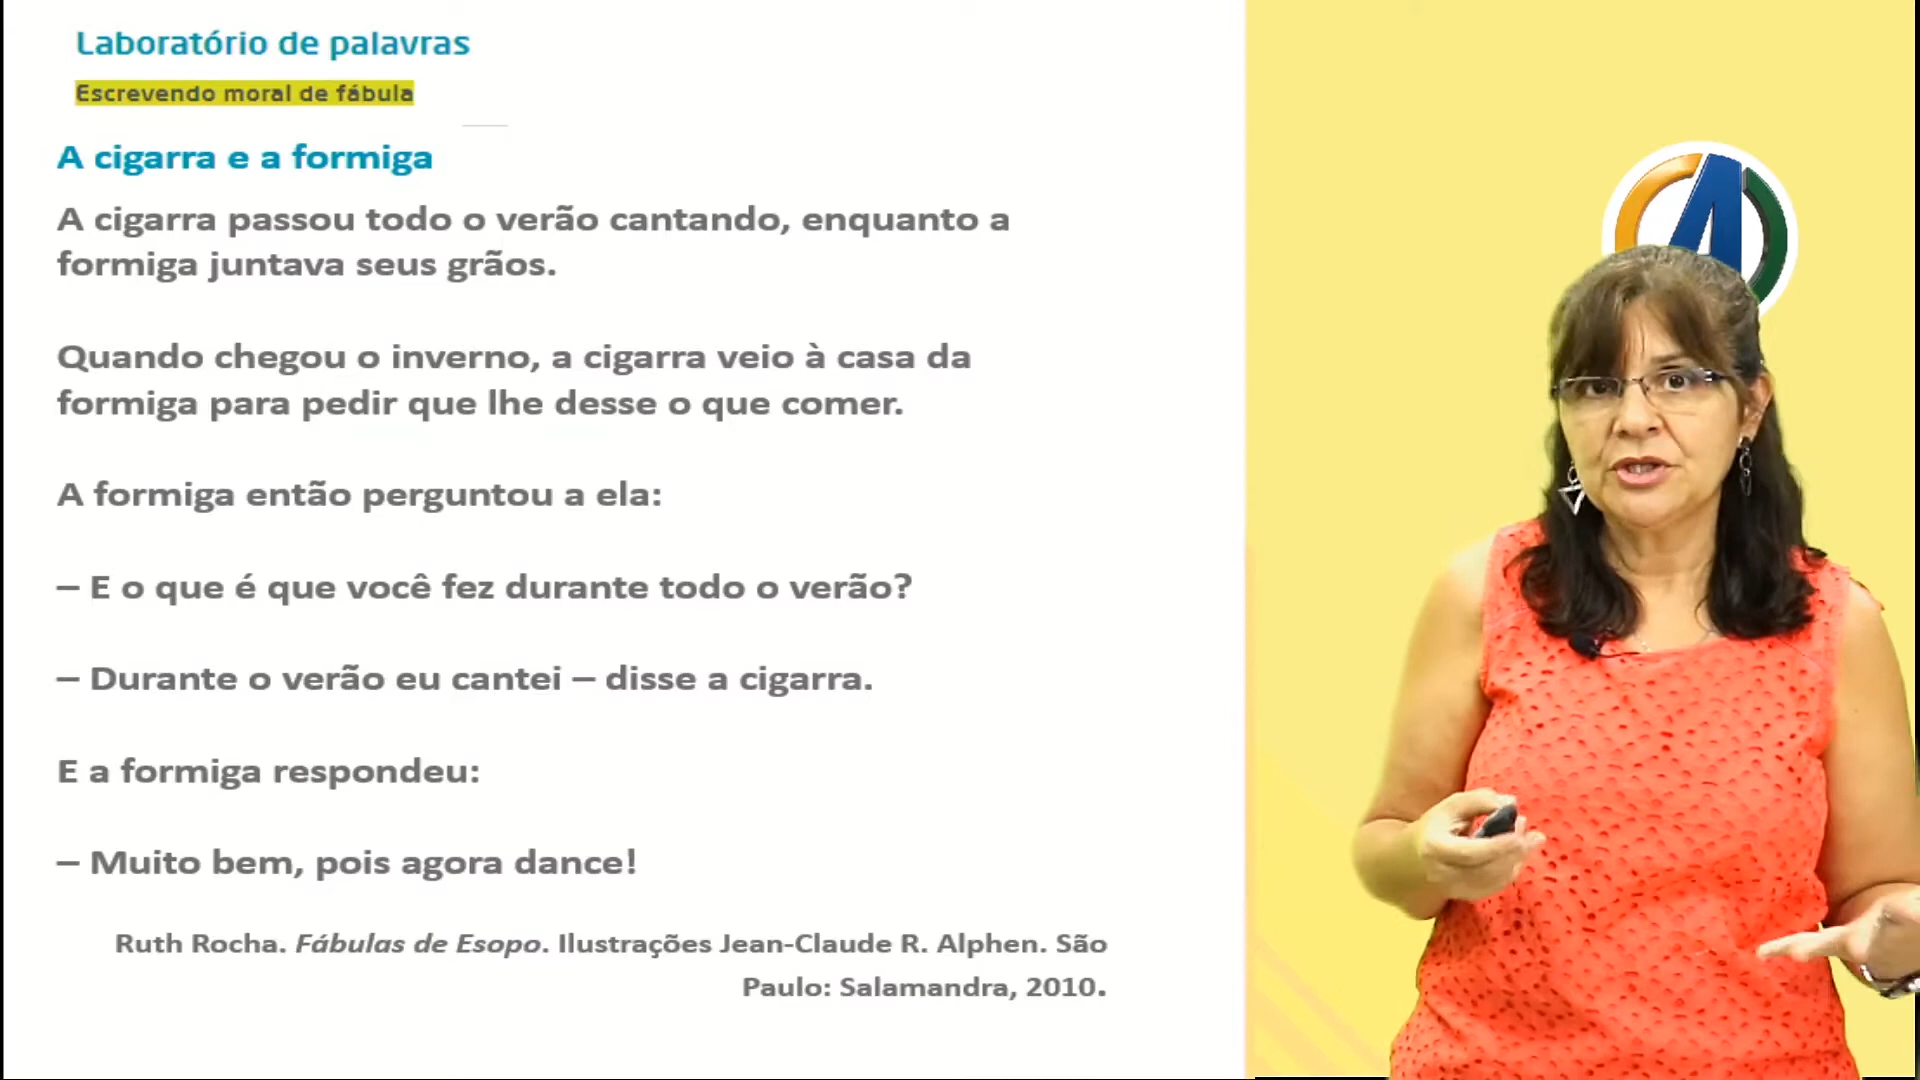 Laboratório de palavras
Escrevendo moral de fábula
A cigarra e a formiga
A cigarra passou todo o verão cantando, enquanto a
formiga juntava seus grãos.
Quando chegou o inverno, a cigarra veio à casa da
formiga para pedir que lhe desse o que comer.
A formiga então perguntou a ela:
– E o que é que você fez durante todo o verão?
– Durante o verão eu cantei – disse a cigarra.
E a formiga respondeu:
– Muito bem, pois agora dance!
Ruth Rocha. Fábulas de Esopo. Ilustrações Jean-Claude R. Alphen. São
Paulo: Salamandra, 2010.